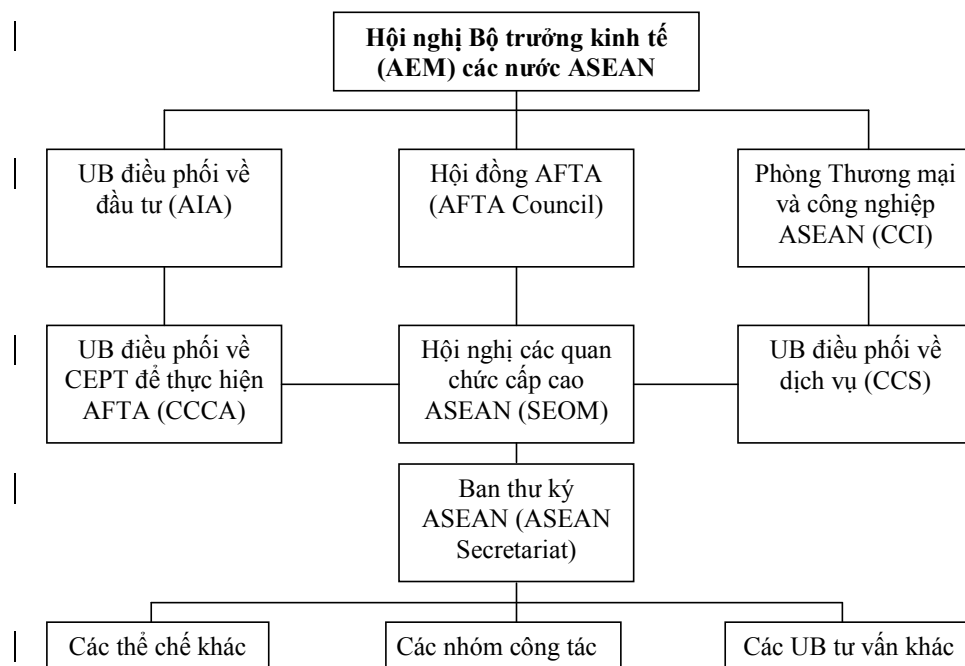 Hội nghị Bộ trưởng kinh tế
(AEM) các nước ASEAN
UB điều phối về
đầu tư (AIA)
Hội đồng AFTA
(AFTA Council)
Phòng Thương mại
và công nghiệp
ASEAN (CCI)
UB điều phối về
CEPT để thực hiện
AFTA (CCCA)
Hội nghị các quan
chức cấp cao
ASEAN (SEOM)
UB điều phối về
dịch vụ (CCS)
Ban thư ký
ASEAN (ASEAN
Secretariat)
Các thể chế khác
Các nhóm công tác
Các UB tư vấn khác